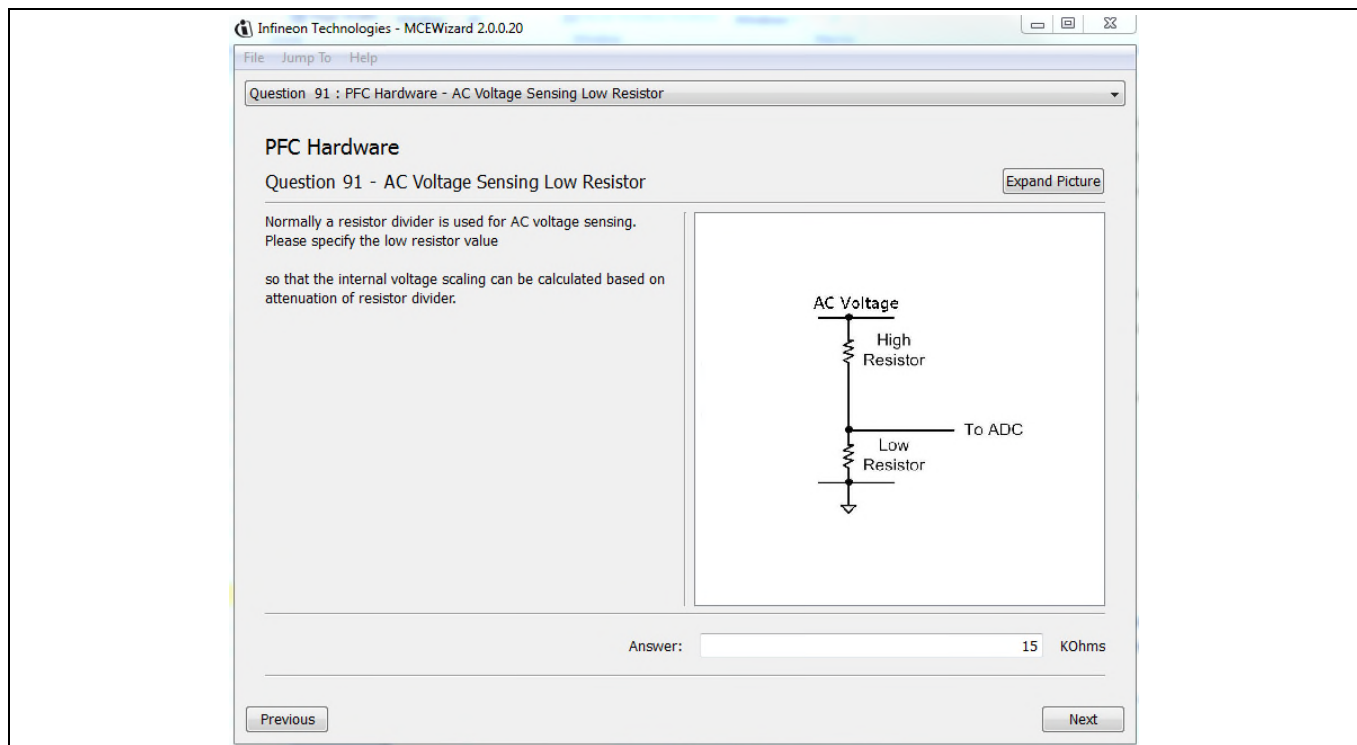 Infineon Technologies - MCEWizard 2.0.0.20
File Jump To Help
Question 91 : PFC Hardware - AC Voltage Sensing Low Resistor
PFC Hardware
Question 91 - AC Voltage Sensing Low Resistor
Expand Picture
Normally a resistor divider is used for AC voltage sensing.
Please specify the low resistor value
so that the internal voltage scaling can be calculated based on
attenuation of resistor divider.
AC Voltage
High
Resistor
To ADC
Low
Resistor
Answer:
15 KOhms
Previous
Next